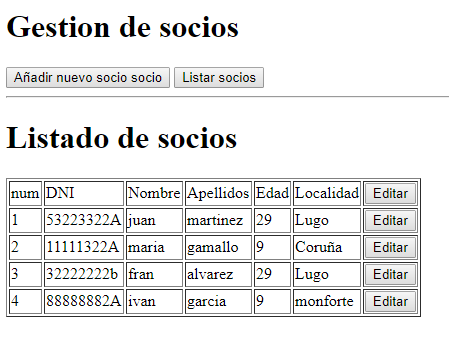 Gestion de socios
Añadir nuevo socio socio Listar socios
Listado de socios
num DNI Nombre Apellidos Edad Localidad Editar
1 53223322A juan martinez 29 Lugo Editar
2 11111322A maria gamallo 9 Coruña Editar
3 32222222b fran alvarez 29 Lugo Editar
4 88888882A ivan garcia 9 monforte Editar